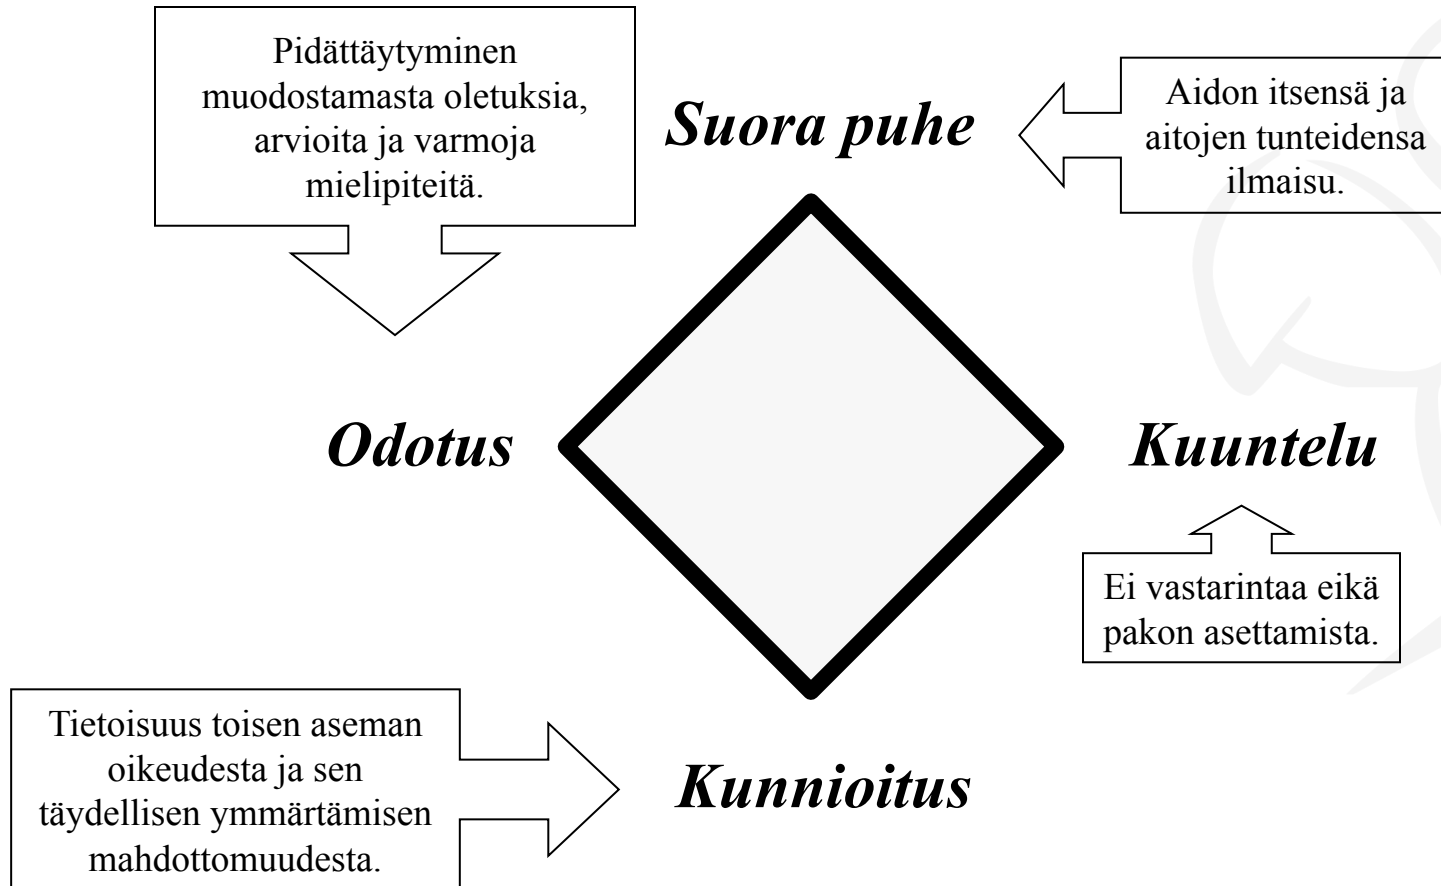 Pidättäytyminen
muodostamasta oletuksia,
arvioita ja varmoja
mielipiteitä.
Suora puhe
Aidon itsensä ja
aitojen tunteidensa
ilmaisu.
Odotus
Kuuntelu
Ei vastarintaa eikä
pakon asettamista.
Tietoisuus toisen aseman
oikeudesta ja sen
täydellisen ymmärtämisen
mahdottomuudesta.
Kunnioitus